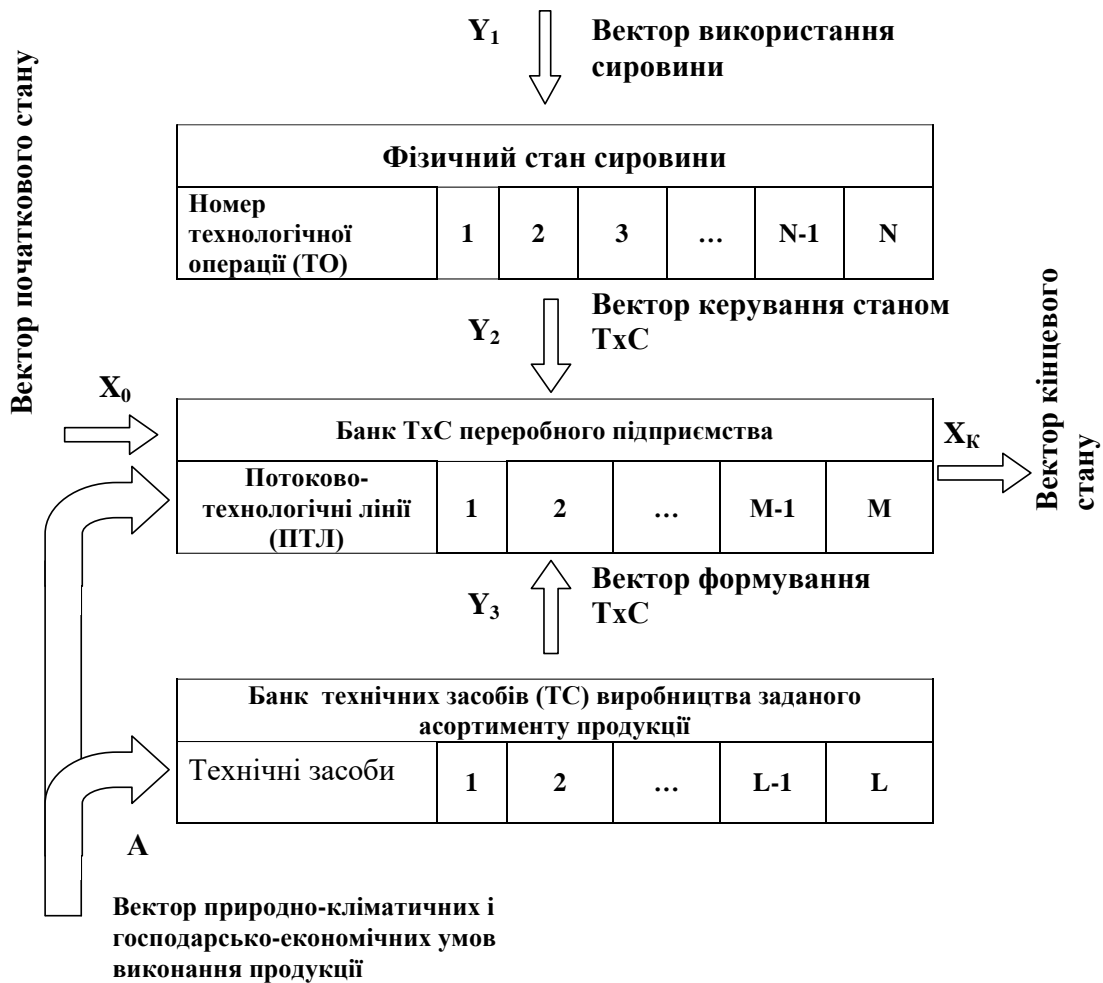 Y1
Вектор використання
сировини
Вектор початкового стану
Фізичний стан сировини
Номер
технологічної
операції (ТО)
1 2 3 … N-1 N
Y2
Вектор керування станом
ТхС
X0
Банк ТхС переробного підприємства
Потоково-
технологічні лінії
(ПТЛ)
1 2 … M-1 M
XК
Вектор кінцевого
стану
Y3
Вектор формування
ТхС
Банк технічних засобів (ТС) виробництва заданого
асортименту продукції
Технічні засоби
1 2 … L-1 L
А
Вектор природно-кліматичних і
господарсько-економічних умов
виконання продукції